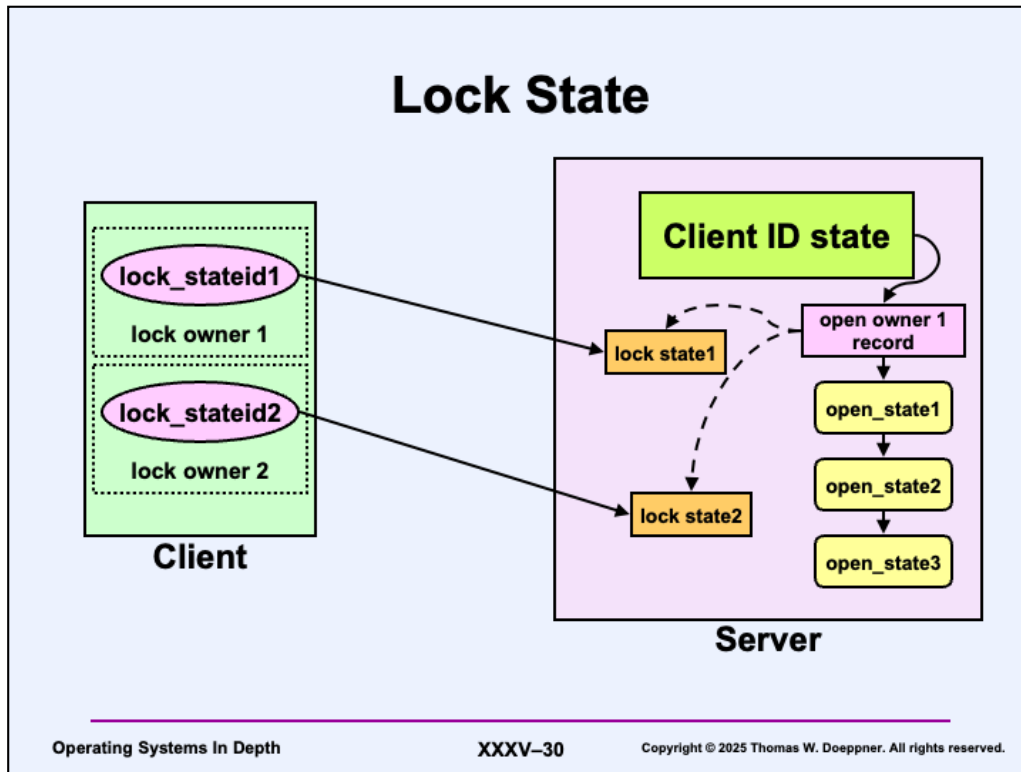 Lock State
lock_stateid1
lock owner 1
lock_stateid2
lock owner 2
Client
Client ID state
open owner 1
record
lock state1
open_state1
open_state2
lock state2
open_state3
Server
Operating Systems In Depth
XXXV–30
Copyright © 2025 Thomas W. Doeppner. All rights reserved.